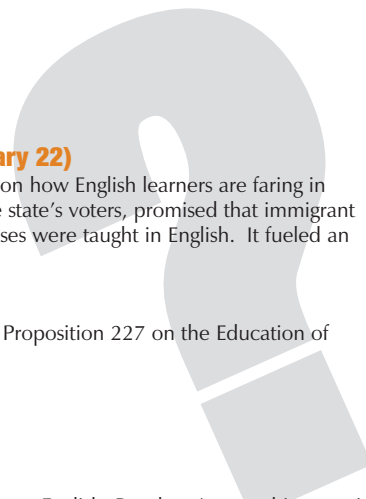 ary 22)
on how English learners are faring in
state's voters, promised that immigrant
ses were taught in English. It fueled an
Proposition 227 on the Education of